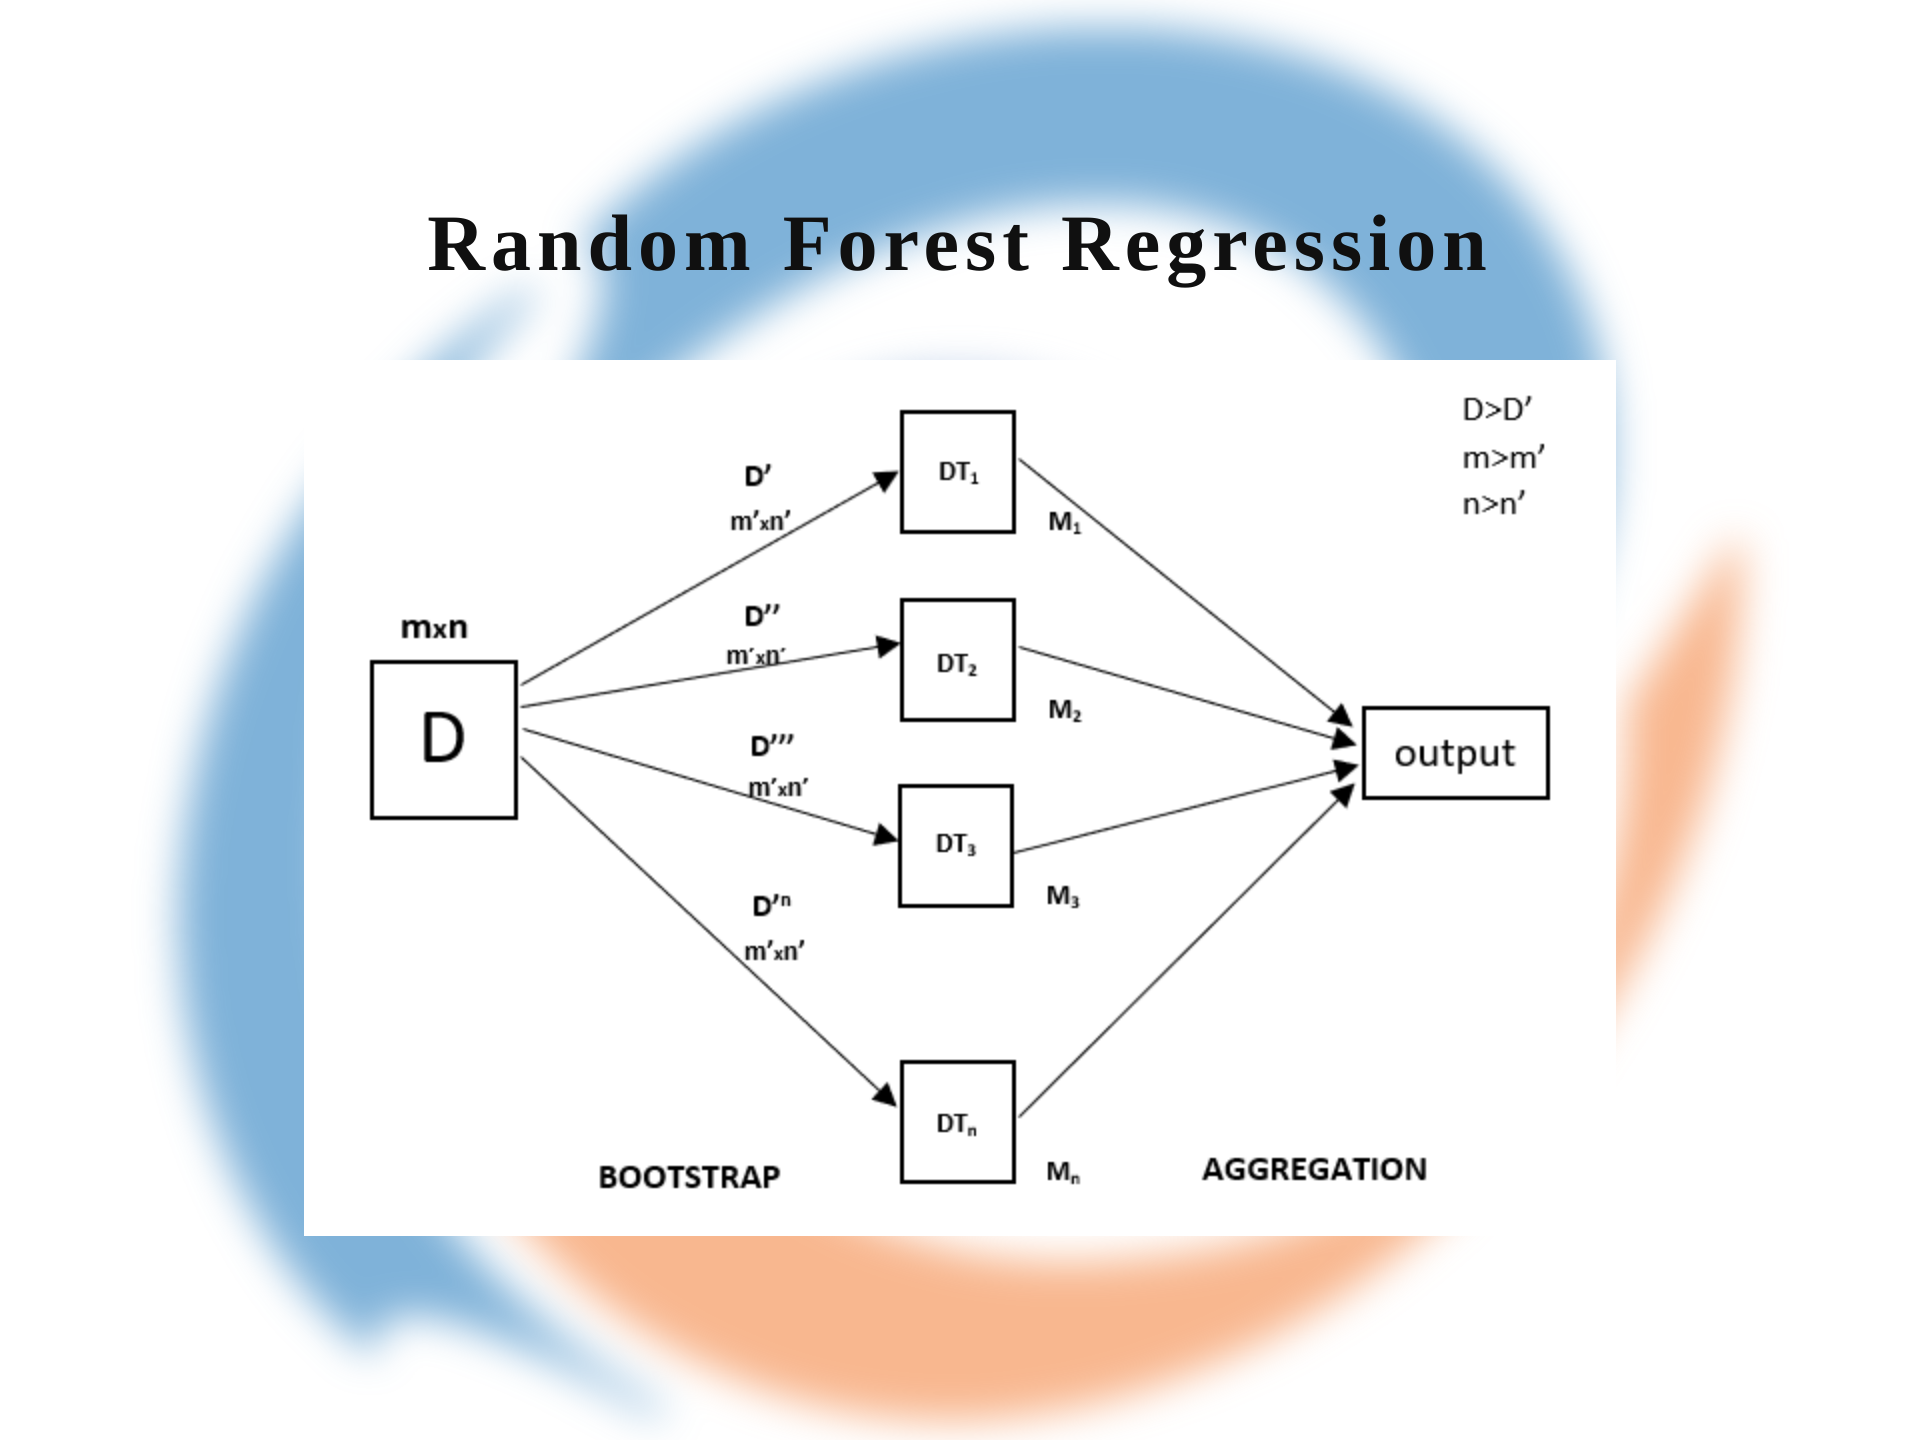 Random Forest Regression
D>D’
m>m’
n>n’
D’
m’xn’
DT₁
M₁
mxn
D
D’’
m’xn’
DT₂
M₂
D’’’
m’xn’
DT₃
M₃
output
D’ⁿ
m’xn’
DTₙ
Mₙ
BOOTSTRAP
AGGREGATION